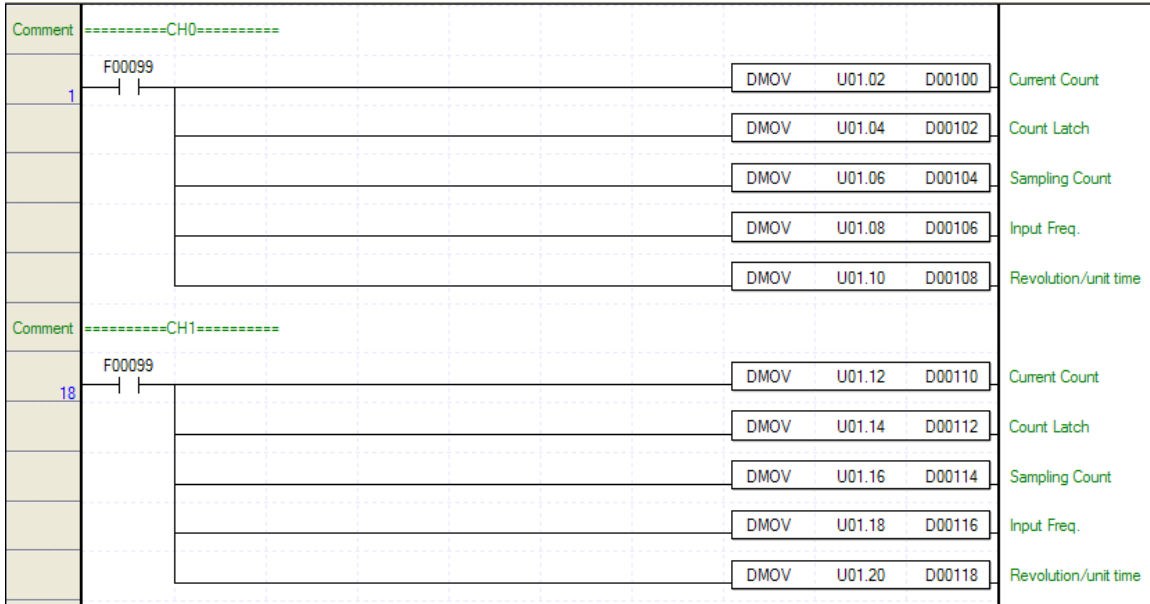 Comment ==========CH0==========
F00099
1 DMOV U01.02 D00100 Current Count
DMOV U01.04 D00102 Count Latch
DMOV U01.06 D00104 Sampling Count
DMOV U01.08 D00106 Input Freq.
DMOV U01.10 D00108 Revolution/unit time
Comment ==========CH1==========
F00099
18 DMOV U01.12 D00110 Current Count
DMOV U01.14 D00112 Count Latch
DMOV U01.16 D00114 Sampling Count
DMOV U01.18 D00116 Input Freq.
DMOV U01.20 D00118 Revolution/unit time